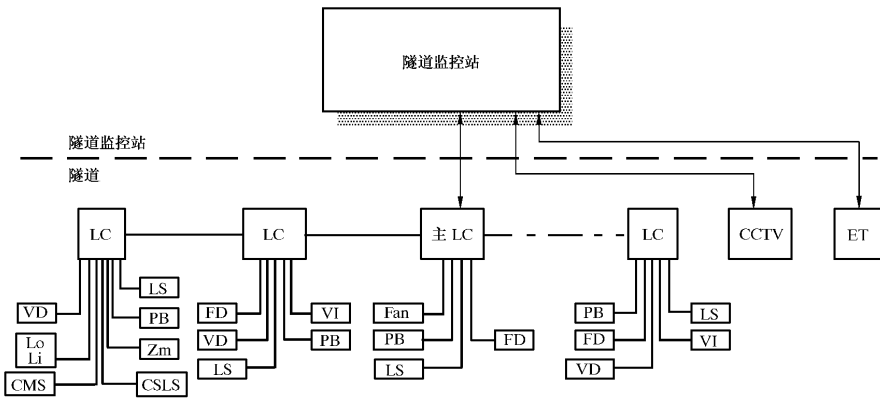 隧道监控站
隧道监控站
隧道
LC
LC
主 LC
LC
CCTV
ET
VD
Lo
Li
CMS
LS
PB
Zm
CSLS
FD
VD
LS
VI
PB
Fan
PB
LS
FD
PB
FD
VD
LS
VI